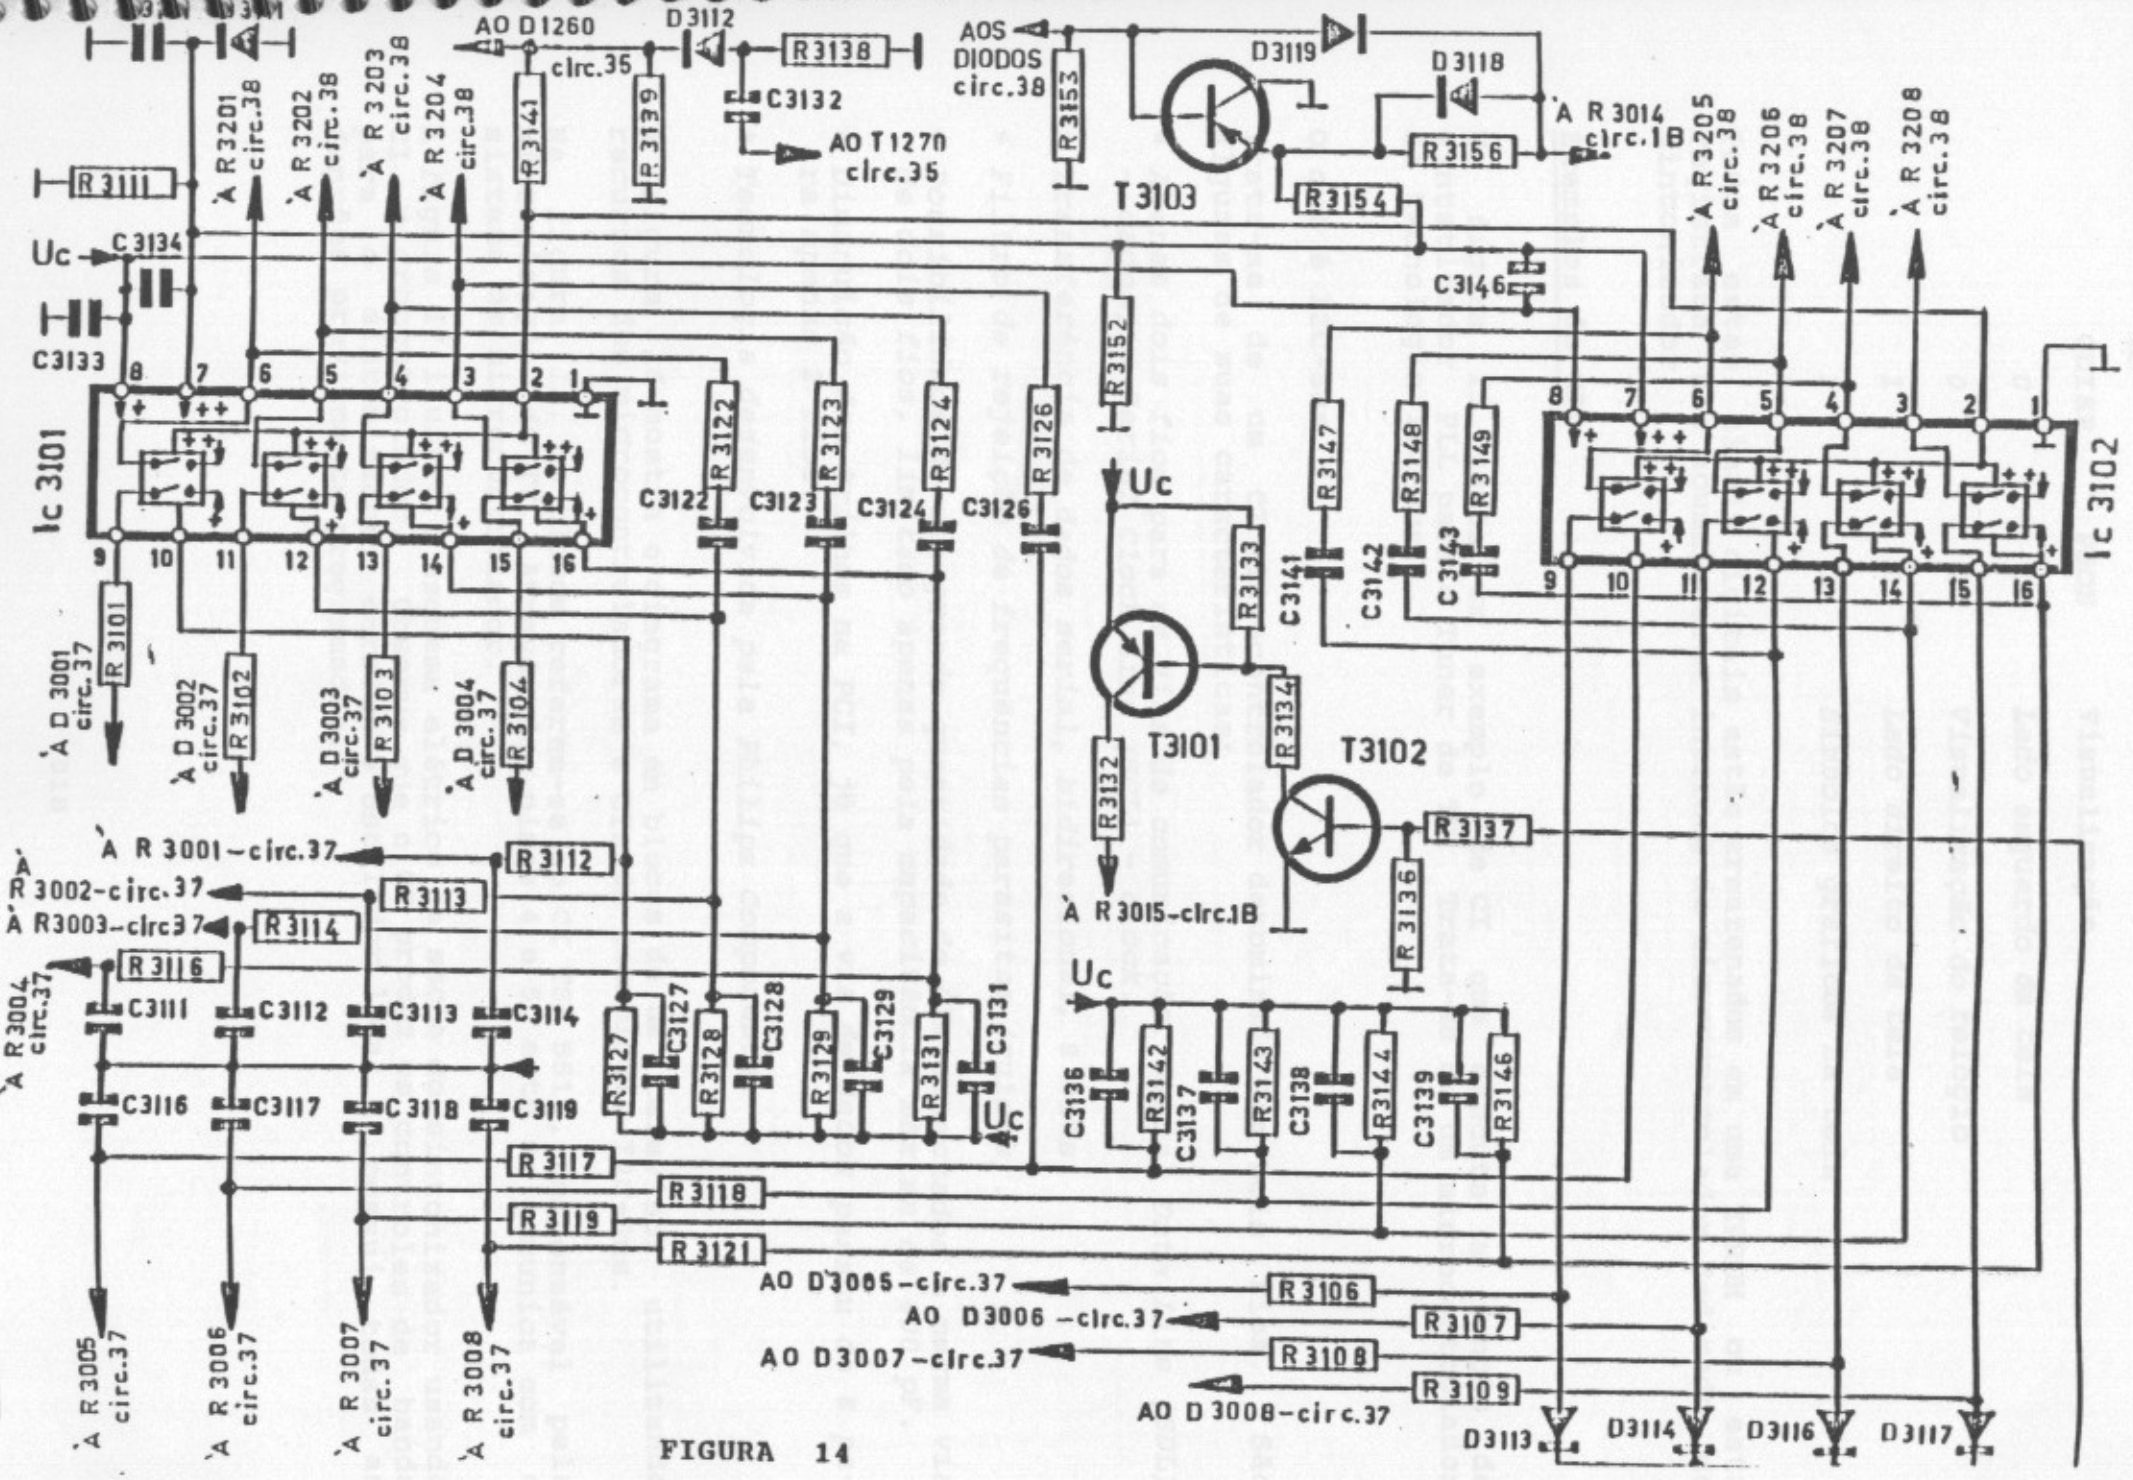 AO D1260
circ.35
D3112
R3138
R3141
R3139
C3132
AO T1270
circ.35
AOS
DIODOS
circ.38
R3153
D3119
D3118
T3103
R3156
R3154
À R 3014
circ.1B
À R3201
circ.38
À R3202
circ.38
À R3203
circ.38
À R3204
circ.38
À R3205
circ.38
À R3206
circ.38
À R3207
circ.38
À R3208
circ.38
R3111
Uc
C3134
C3133
8 7 6 5 4 3 2 1
Ic 3101
9 10 11 12 13 14 15 16
R3122
R3123
R3124
R3126
C3122
C3123
C3124
C3126
R3152
C3146
R3147
R3148
R3149
C3141
C3142
C3143
8 7 6 5 4 3 2 1
Ic 3102
9 10 11 12 13 14 15 16
Uc
R3133
R3134
T3101
T3102
R3132
R3137
R3136
À R3015-circ.1B
R3101
R3102
R3103
R3104
À D3001
circ.37
À D3002
circ.37
À D3003
circ.37
À D3004
circ.37
À R 3001-circ.37
R3112
À
R3002-circ.37
R3113
À R3003-circ37
R3114
À R3004
circ.37
R3116
C3111
C3112
C3113
C3114
C3116
C3117
C3118
C3119
R3127
C3127
R3128
C3128
R3129
C3129
R3131
C3131
Uc
Uc
C3136
R3142
C3137
R3143
C3138
R3144
C3139
R3146
R3117
R3118
R3119
R3121
AO D3005-circ.37
R3106
AO D3006-circ.37
R3107
AO D3007-circ.37
R3108
R3109
AO D3008-circ.37
À R 3005
circ.37
À R 3006
circ.37
À R 3007
circ.37
À R 3008
circ.37
D3113
D3114
D3116
D3117
FIGURA 14